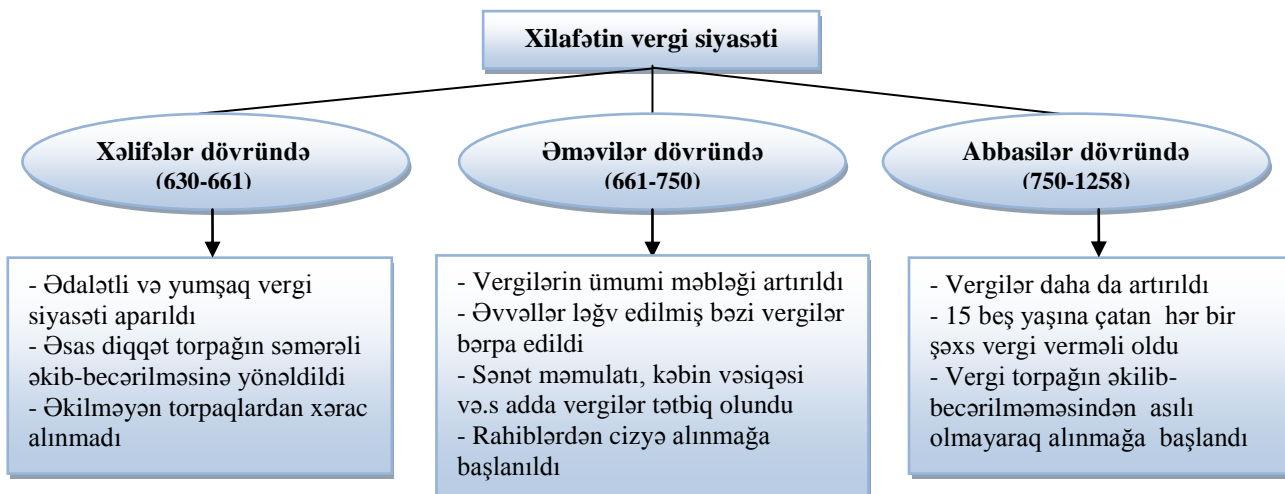 Xilafətin vergi siyasəti
Xəlifələr dövründə
(630-661)
- Ədalətli və yumşaq vergi
siyasəti aparıldı
- Əsas diqqət torpağın səmərəli
əkib-becərilməsinə yönəldildi
- Əkilməyən torpaqlardan xərac
alınmadı
Əməvilər dövründə
(661-750)
- Vergilərin ümumi məbləği artırıldı
- Əvvəllər ləğv edilmiş bəzi vergilər
bərpa edildi
- Sənət məmulatı, kəbin vəsiqəsi
və.s adda vergilər tətbiq olundu
- Rahiblərdən cizyə alınmağa
başlanıldı
Abbasilər dövründə
(750-1258)
- Vergilər daha da artırıldı
- 15 beş yaşına çatan hər bir
şəxs vergi verməli oldu
- Vergi torpağın əkilib-
becərilməməsindən asılı
olmayaraq alınmağa başlandı